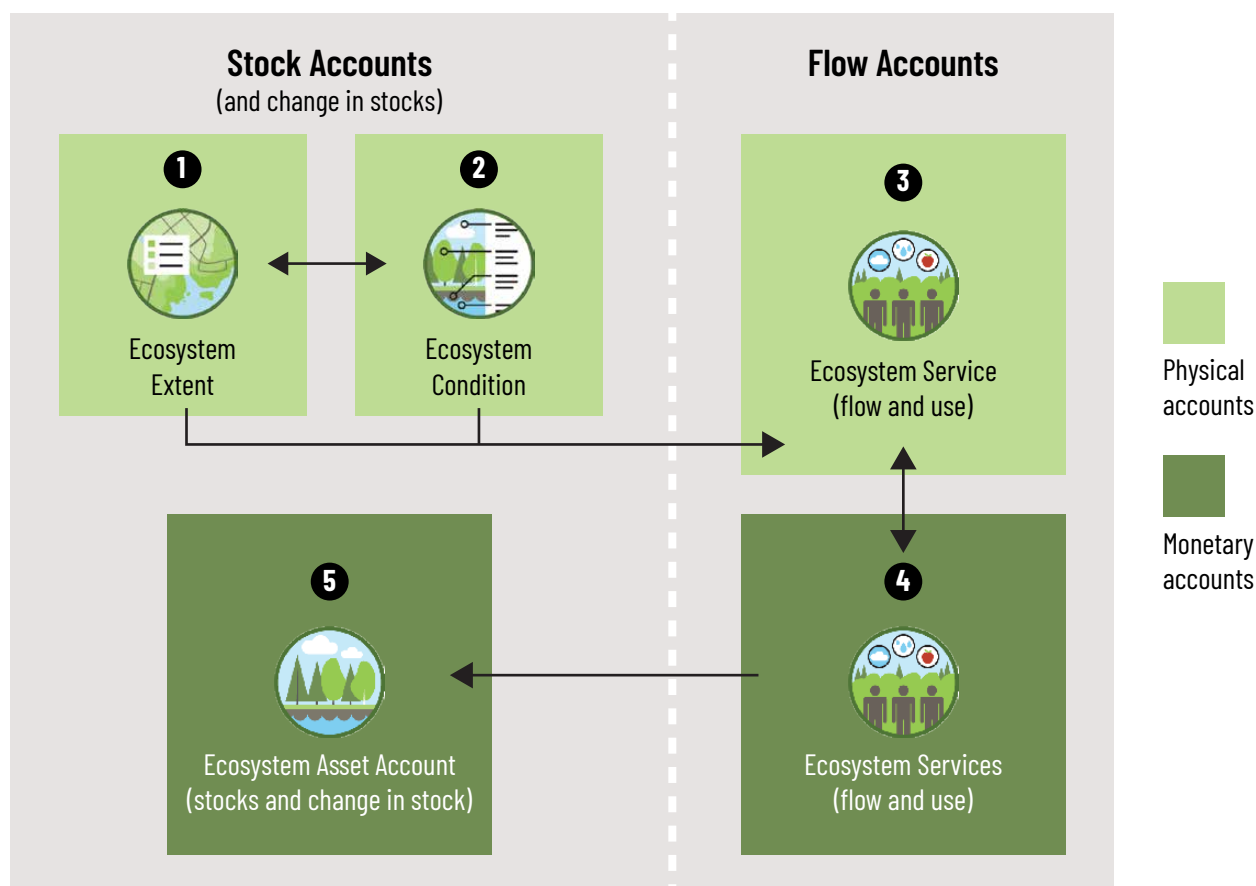 Stock Accounts
(and change in stocks)
Flow Accounts
1
Ecosystem
Extent
2
Ecosystem
Condition
3
Ecosystem Service
(flow and use)
5
Ecosystem Asset Account
(stocks and change in stock)
4
Ecosystem Services
(flow and use)
Physical
accounts
Monetary
accounts